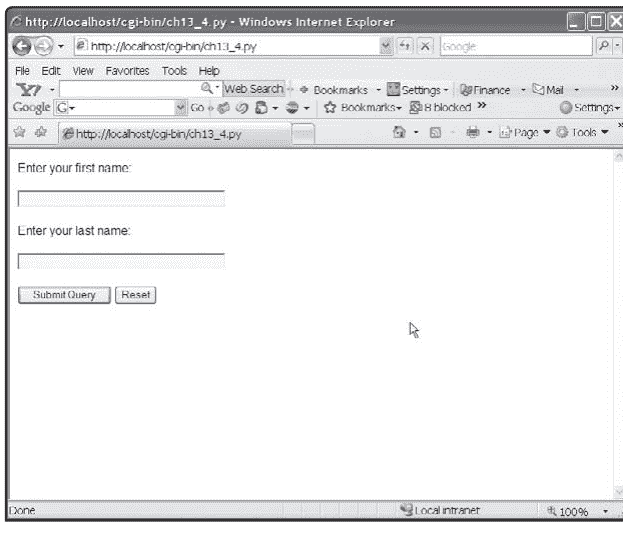 http://localhost/cgi-bin/ch13_4.py - Windows Internet Explorer
http://localhost/cgi-bin/ch13_4.py Google
File Edit View Favorites Tools Help
Y! Web Search Bookmarks Settings Finance Mail »
Google G Go Bookmarks 8 blocked » Settings
http://localhost/cgi-bin/ch13_4.py Page Tools »
Enter your first name:
Enter your last name:
Submit Query Reset
Done Local intranet 100%